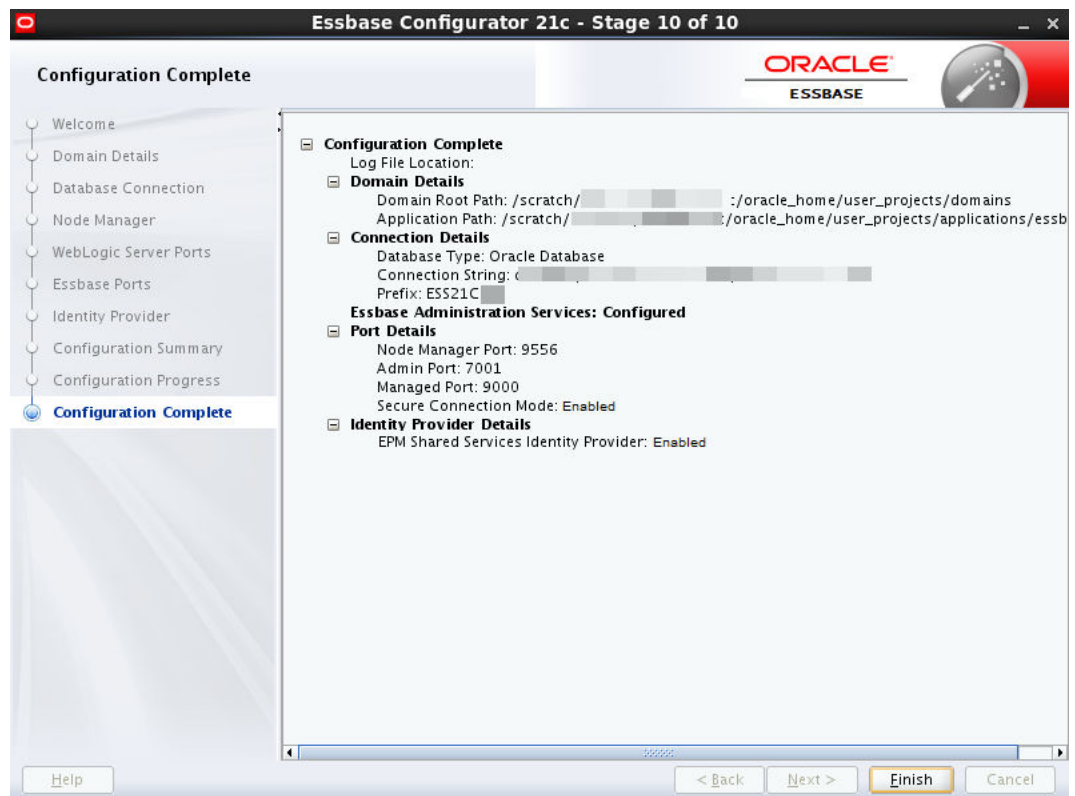 Essbase Configurator 21c - Stage 10 of 10
Configuration Complete
ORACLE
ESSBASE
Welcome
Domain Details
Database Connection
Node Manager
WebLogic Server Ports
Essbase Ports
Identity Provider
Configuration Summary
Configuration Progress
Configuration Complete
Configuration Complete
Log File Location:
Domain Details
Domain Root Path: /scratch/ :/oracle_home/user_projects/domains
Application Path: /scratch/ :/oracle_home/user_projects/applications/essb
Connection Details
Database Type: Oracle Database
Connection String:
Prefix: ESS21C
Essbase Administration Services: Configured
Port Details
Node Manager Port: 9556
Admin Port: 7001
Managed Port: 9000
Secure Connection Mode: Enabled
Identity Provider Details
EPM Shared Services Identity Provider: Enabled
Help
< Back
Next >
Finish
Cancel